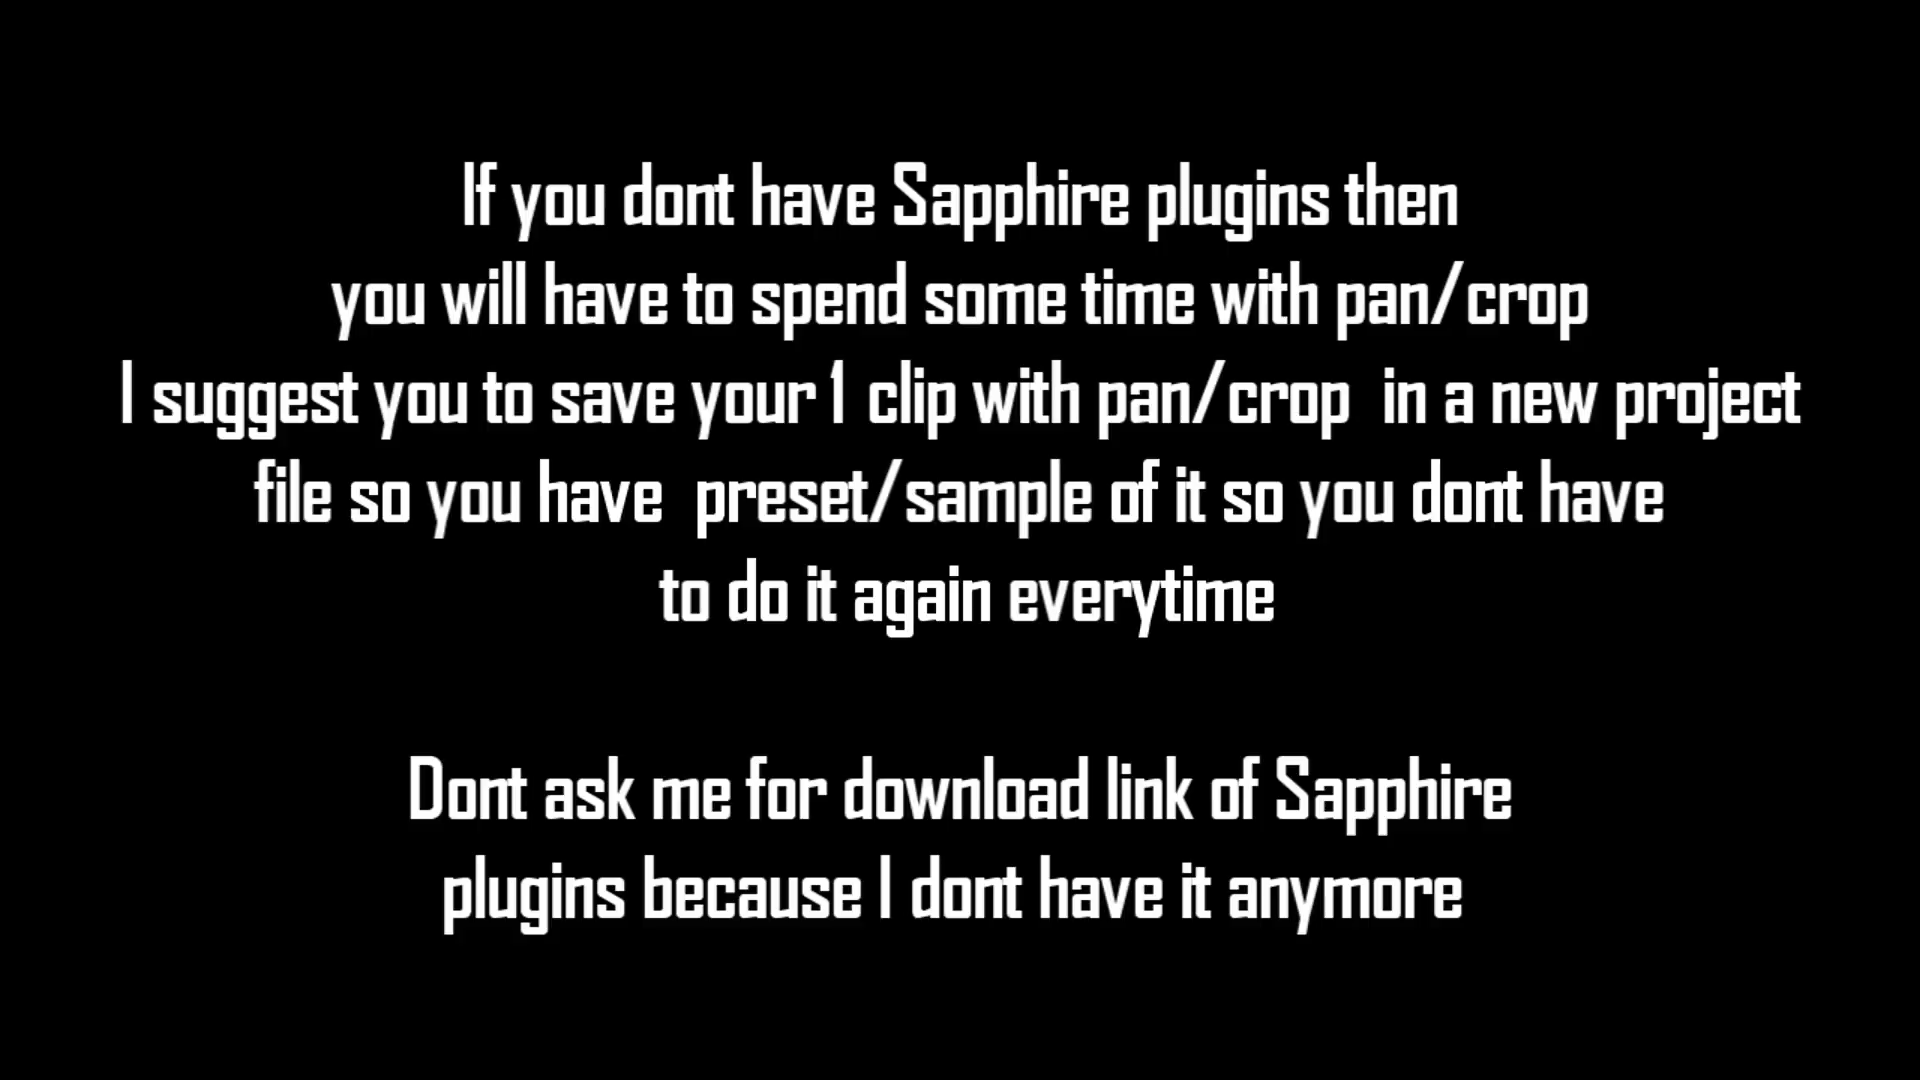 If you dont have Sapphire plugins then
you will have to spend some time with pan/crop
I suggest you to save your 1 clip with pan/crop  in a new project
file so you have  preset/sample of it so you dont have
to do it again everytime
Dont ask me for download link of Sapphire
plugins because I dont have it anymore